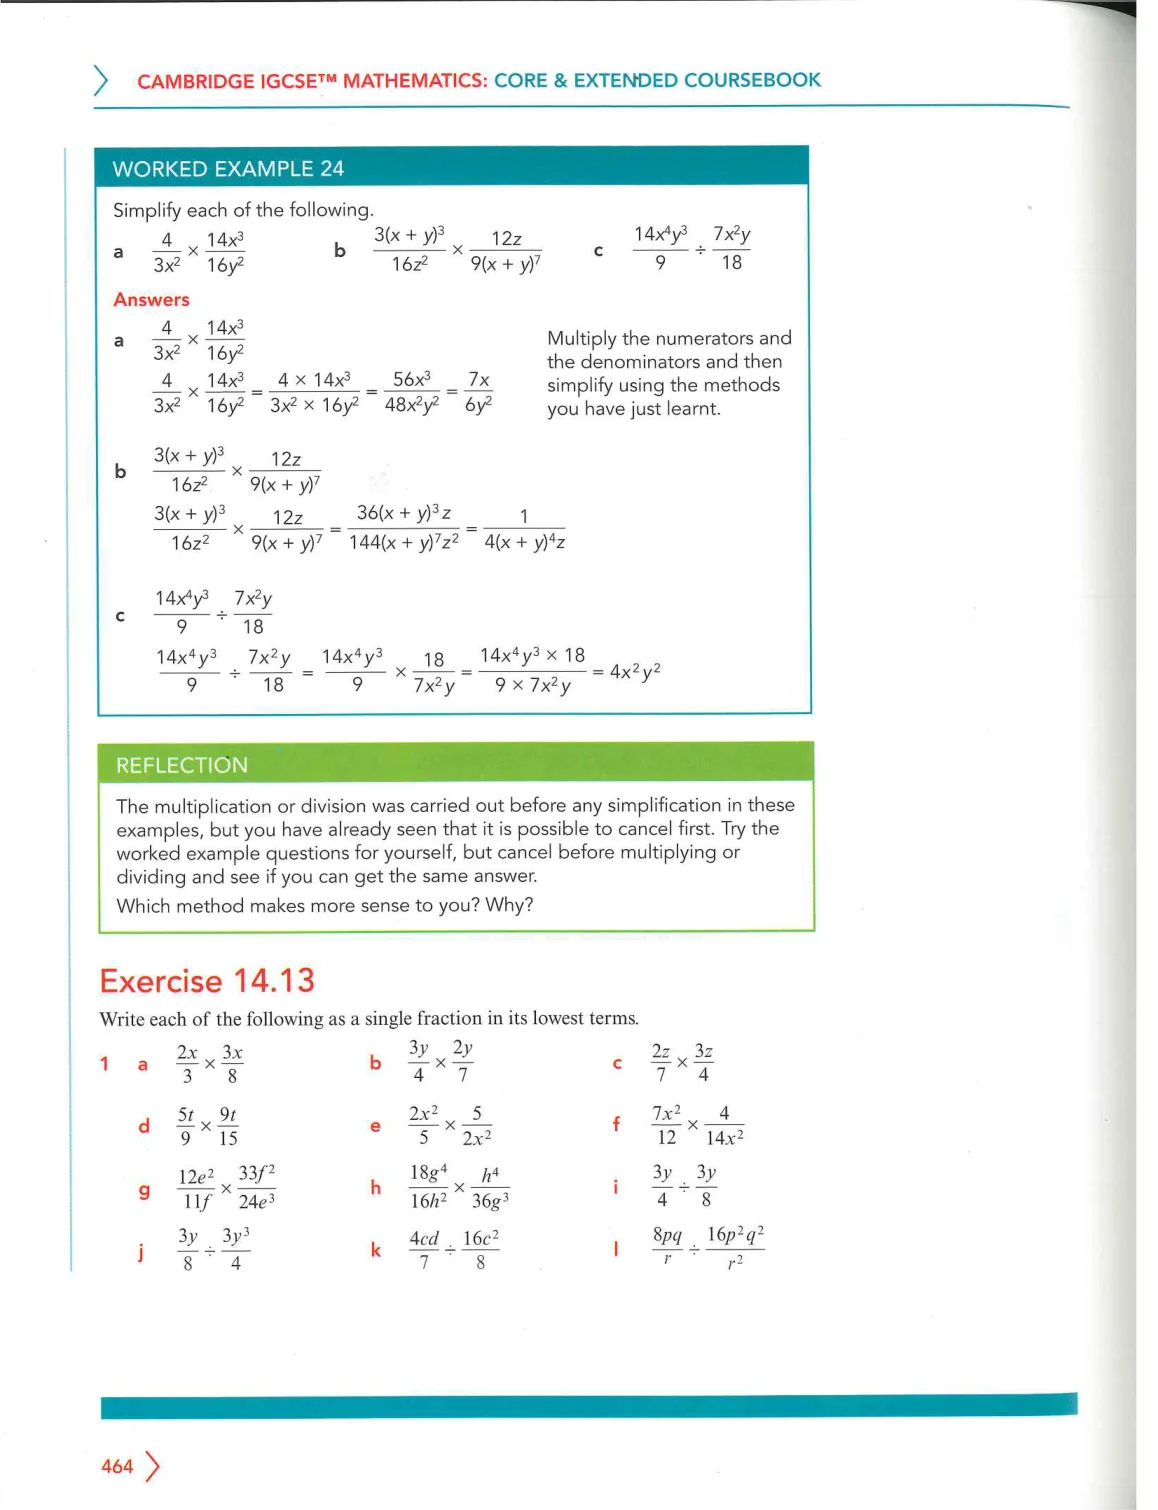 CAMBRIDGE IGCSE™ MATHEMATICS: CORE & EXTENDED COURSEBOOK
WORKED EXAMPLE 24
Simplify each of the following.
a 4/3x² × 14x³/16y² b 3(x + y)³/16z² × 12z/9(x + y)⁷ c 14x⁴y³/9 ÷ 7x²y/18
Answers
a 4/3x² × 14x³/16y²
Multiply the numerators and
the denominators and then
simplify using the methods
you have just learnt.
4/3x² × 14x³/16y² = 4 × 14x³/3x² × 16y² = 56x³/48x²y² = 7x/6y²
b 3(x + y)³/16z² × 12z/9(x + y)⁷
3(x + y)³/16z² × 12z/9(x + y)⁷ = 36(x + y)³z/144(x + y)⁷z² = 1/4(x + y)⁴z
c 14x⁴y³/9 ÷ 7x²y/18
14x⁴y³/9 ÷ 7x²y/18 = 14x⁴y³/9 × 18/7x²y = 14x⁴y³ × 18/9 × 7x²y = 4x²y²
REFLECTION
The multiplication or division was carried out before any simplification in these
examples, but you have already seen that it is possible to cancel first. Try the
worked example questions for yourself, but cancel before multiplying or
dividing and see if you can get the same answer.
Which method makes more sense to you? Why?
Exercise 14.13
Write each of the following as a single fraction in its lowest terms.
1 a 2x/3 × 3x/8 b 3y/4 × 2y/7 c 2z/7 × 3z/4
d 5t/9 × 9t/15 e 2x²/5 × 5/2x² f 7x²/12 × 4/14x²
g 12e²/11f × 33f²/24e³ h 18g⁴/16h² × h⁴/36g³ i 3y/4 ÷ 3y/8
j 3y/8 ÷ 3y³/4 k 4cd/7 ÷ 16c²/8 l 8pq/r ÷ 16p²q²/r²
464